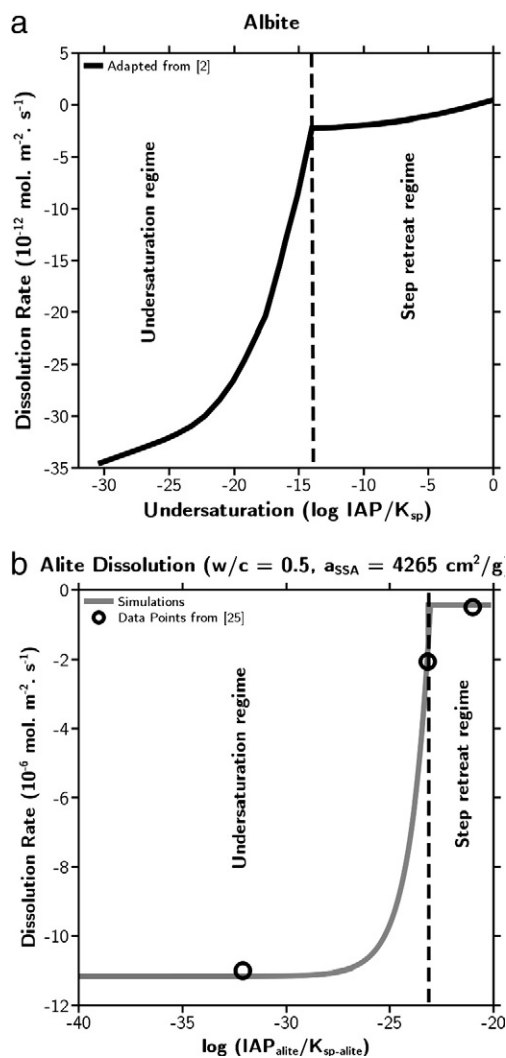 a
Albite
5
0
-5
-10
-15
-20
-25
-30
-35
Dissolution Rate (10⁻¹² mol. m⁻². s⁻¹)
Adapted from [2]
Undersaturation regime
Step retreat regime
-30 -25 -20 -15 -10 -5 0
Undersaturation (log IAP/Ksp)
b Alite Dissolution (w/c = 0.5, aSSA = 4265 cm²/g)
0
-2
-4
-6
-8
-10
-12
Dissolution Rate (10⁻⁶ mol. m⁻². s⁻¹)
Simulations
Data Points from [25]
Undersaturation regime
Step retreat regime
-40 -35 -30 -25 -20
log (IAPalite/Ksp-alite)